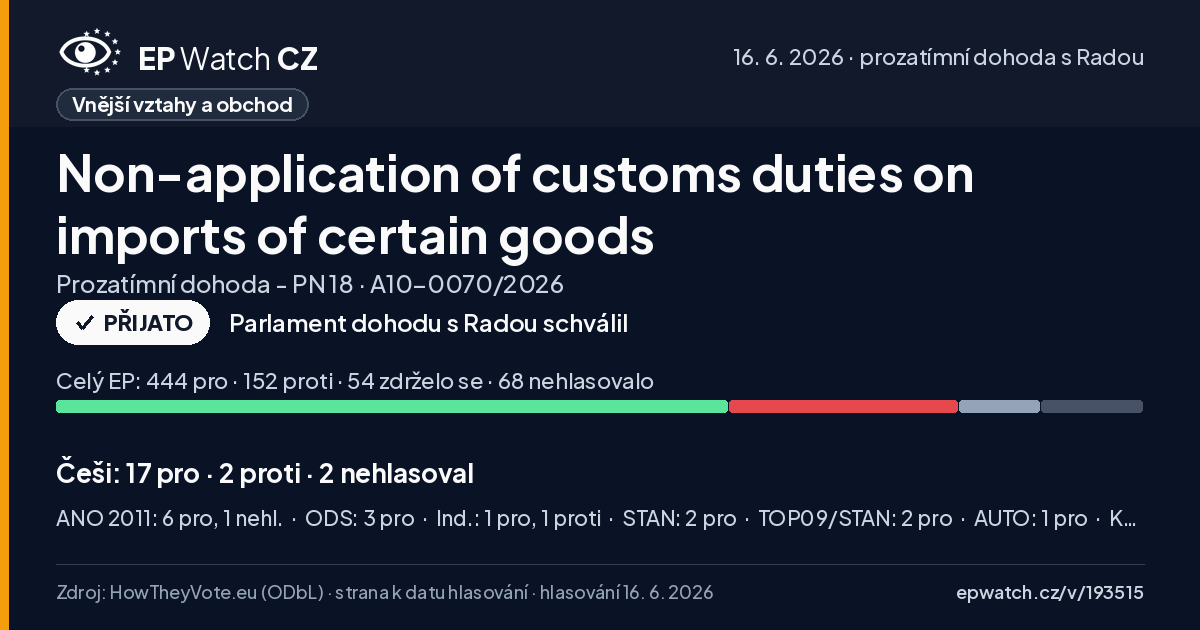 EP Watch CZ
16. 6. 2026 · prozatímní dohoda s Radou
Vnější vztahy a obchod
Non-application of customs duties on
imports of certain goods
Prozatímní dohoda - PN 18 · A10-0070/2026
✓ PŘIJATO Parlament dohodu s Radou schválil
Celý EP: 444 pro · 152 proti · 54 zdrželo se · 68 nehlasovalo
Češi: 17 pro · 2 proti · 2 nehlasoval
ANO 2011: 6 pro, 1 nehl. · ODS: 3 pro · Ind.: 1 pro, 1 proti · STAN: 2 pro · TOP09/STAN: 2 pro · AUTO: 1 pro · K…
Zdroj: HowTheyVote.eu (ODbL) · strana k datu hlasování · hlasování 16. 6. 2026
epwatch.cz/v/193515